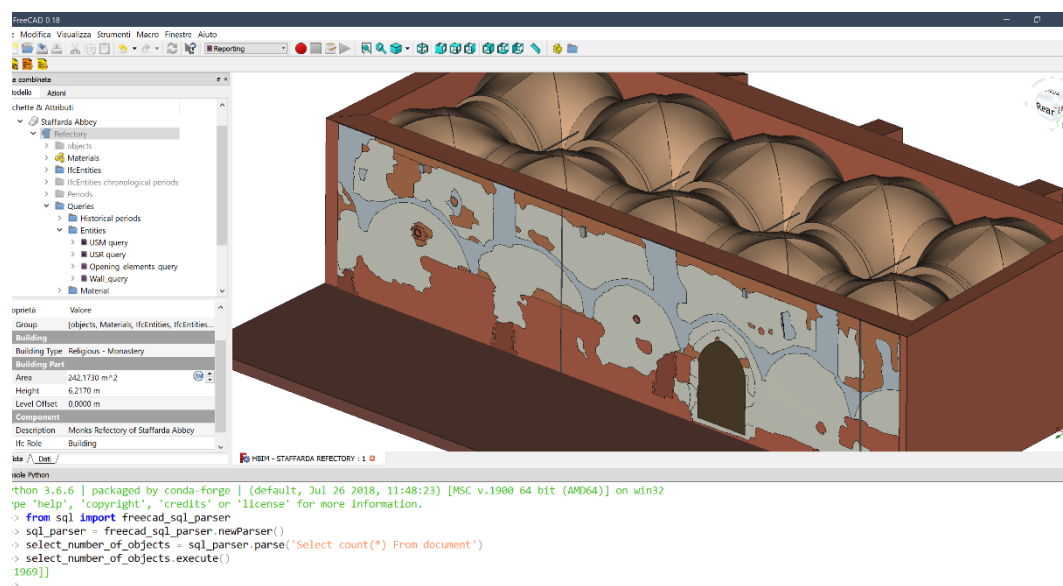 FreeCAD 0.18
Modifica Visualizza Strumenti Macro Finestre Aiuto
Reporting
combinata
Modello Azioni
chette & Attributi
Staffarda Abbey
Refectory
objects
Materials
IfcEntities
IfcEntities chronological periods
Periods
Queries
Historical periods
Entities
USM query
USR query
Opening elements query
Wall_query
Material
oprietà Valore
Group [objects, Materials, IfcEntities, IfcEntities...
Building
Building Type Religious - Monastery
Building Part
Area 242,1730 m^2
Height 6,2170 m
Level Offset 0,0000 m
Component
Description Monks Refectory of Staffarda Abbey
Ifc Role Building
ista Dati
HBIM - STAFFARDA REFECTORY : 1
Rear
sole Python
ython 3.6.6 | packaged by conda-forge | (default, Jul 26 2018, 11:48:23) [MSC v.1900 64 bit (AMD64)] on win32
pe 'help', 'copyright', 'credits' or 'license' for more information.
> from sql import freecad_sql_parser
> sql_parser = freecad_sql_parser.newParser()
> select_number_of_objects = sql_parser.parse('Select count(*) From document')
> select_number_of_objects.execute()
1969]]
>